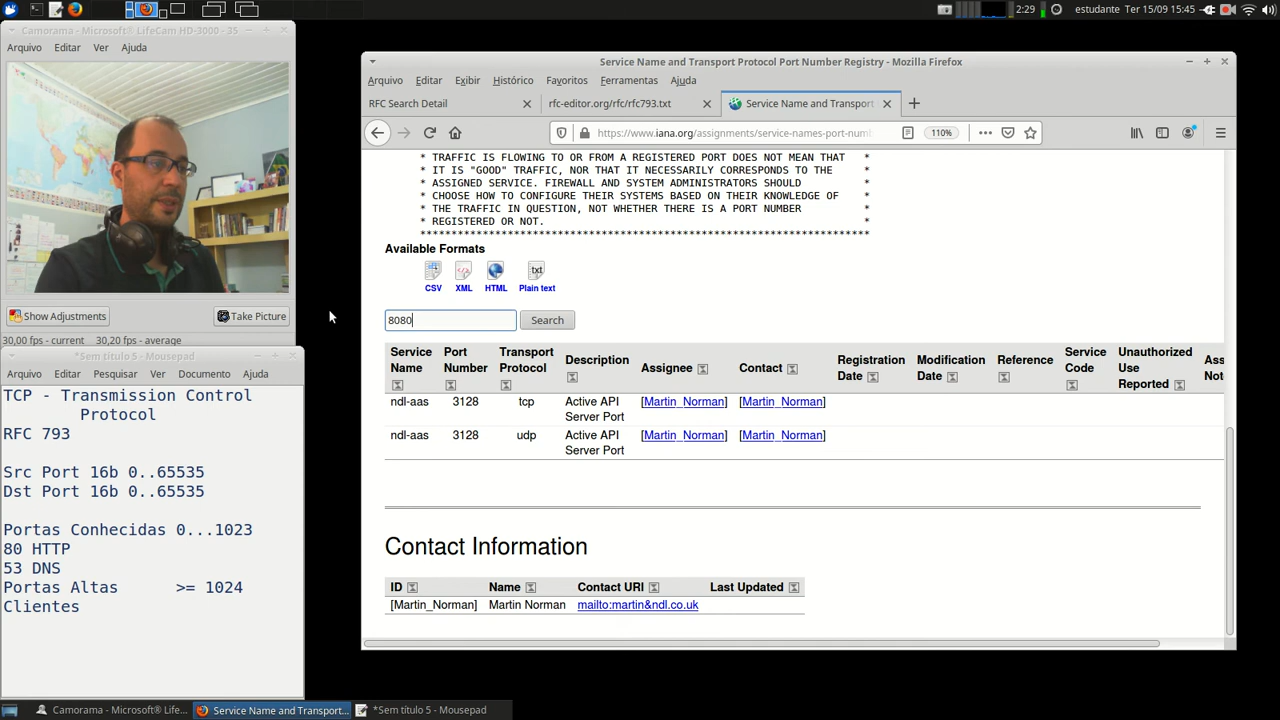 2:29 estudante Ter 15/09 15:45
Camorama - Microsoft® LifeCam HD-3000 - 35
Arquivo Editar Ver Ajuda
Show Adjustments Take Picture
30,00 fps - current 30,20 fps - average
*Sem título 5 - Mousepad
Arquivo Editar Pesquisar Ver Documento Ajuda
TCP - Transmission Control
Protocol
RFC 793
Src Port 16b 0..65535
Dst Port 16b 0..65535
Portas Conhecidas 0...1023
80 HTTP
53 DNS
Portas Altas >= 1024
Clientes
Service Name and Transport Protocol Port Number Registry - Mozilla Firefox
Arquivo Editar Exibir Histórico Favoritos Ferramentas Ajuda
RFC Search Detail rfc-editor.org/rfc/rfc793.txt Service Name and Transport
https://www.iana.org/assignments/service-names-port-numb 110%
* TRAFFIC IS FLOWING TO OR FROM A REGISTERED PORT DOES NOT MEAN THAT *
* IT IS "GOOD" TRAFFIC, NOR THAT IT NECESSARILY CORRESPONDS TO THE *
* ASSIGNED SERVICE. FIREWALL AND SYSTEM ADMINISTRATORS SHOULD *
* CHOOSE HOW TO CONFIGURE THEIR SYSTEMS BASED ON THEIR KNOWLEDGE OF *
* THE TRAFFIC IN QUESTION, NOT WHETHER THERE IS A PORT NUMBER *
* REGISTERED OR NOT. *
************************************************************************
Available Formats
txt
CSV XML HTML Plain text
8080 Search
Service Name Port Number Transport Protocol Description Assignee Contact Registration Date Modification Date Reference Service Code Unauthorized Use Reported Ass Not
ndl-aas 3128 tcp Active API Server Port [Martin_Norman] [Martin_Norman]
ndl-aas 3128 udp Active API Server Port [Martin_Norman] [Martin_Norman]
Contact Information
ID Name Contact URI Last Updated
[Martin_Norman] Martin Norman mailto:martin&ndl.co.uk
Camorama - Microsoft® Life... Service Name and Transport... *Sem título 5 - Mousepad